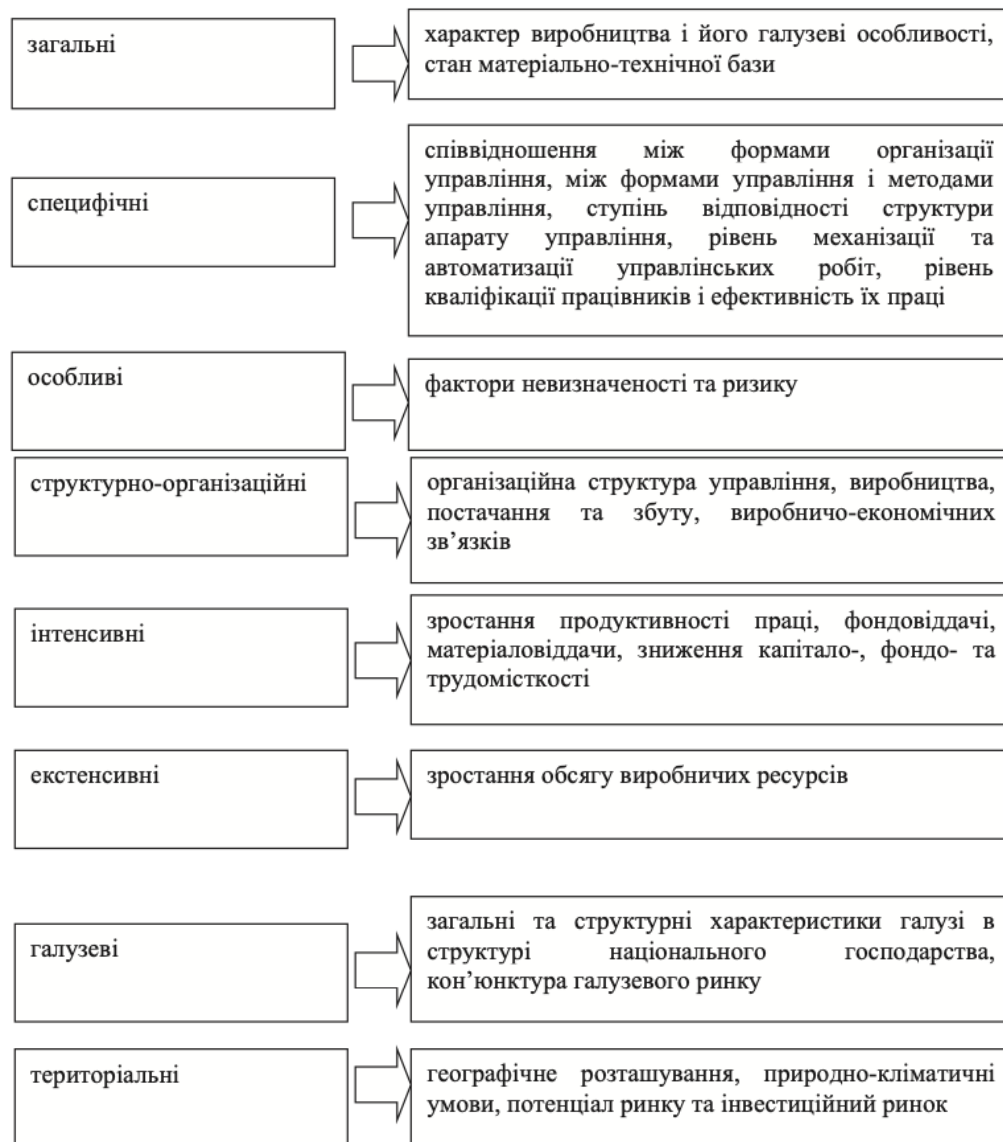 загальні
характер виробництва і його галузеві особливості,
стан матеріально-технічної бази
специфічні
співвідношення між формами організації
управління, між формами управління і методами
управління, ступінь відповідності структури
апарату управління, рівень механізації та
автоматизації управлінських робіт, рівень
кваліфікації працівників і ефективність їх праці
особливі
фактори невизначеності та ризику
структурно-організаційні
організаційна структура управління, виробництва,
постачання та збуту, виробничо-економічних
зв’язків
інтенсивні
зростання продуктивності праці, фондовіддачі,
матеріаловіддачи, зниження капітало-, фондо- та
трудомісткості
екстенсивні
зростання обсягу виробничих ресурсів
галузеві
загальні та структурні характеристики галузі в
структурі національного господарства,
кон’юнктура галузевого ринку
територіальні
географічне розташування, природно-кліматичні
умови, потенціал ринку та інвестиційний ринок